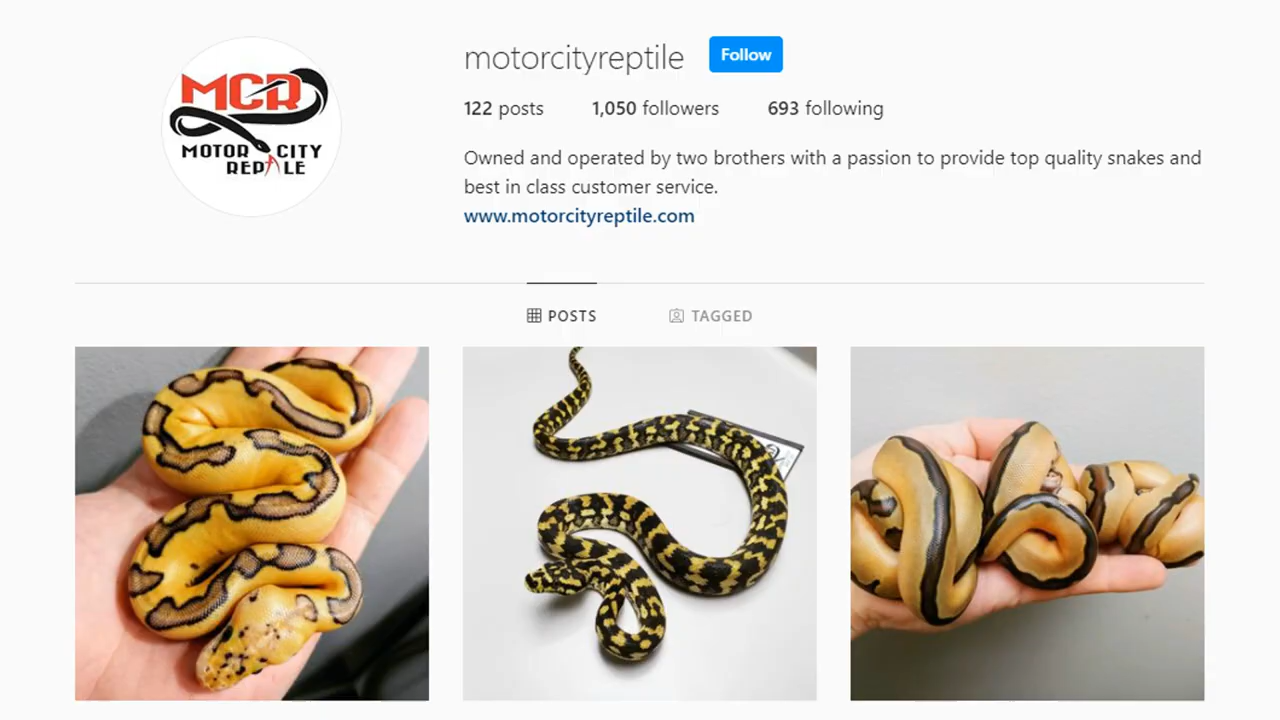 MCR
MOTOR CITY
REPTILE
motorcityreptile
Follow
122 posts
1,050 followers
693 following
Owned and operated by two brothers with a passion to provide top quality snakes and
best in class customer service.
www.motorcityreptile.com
POSTS
TAGGED